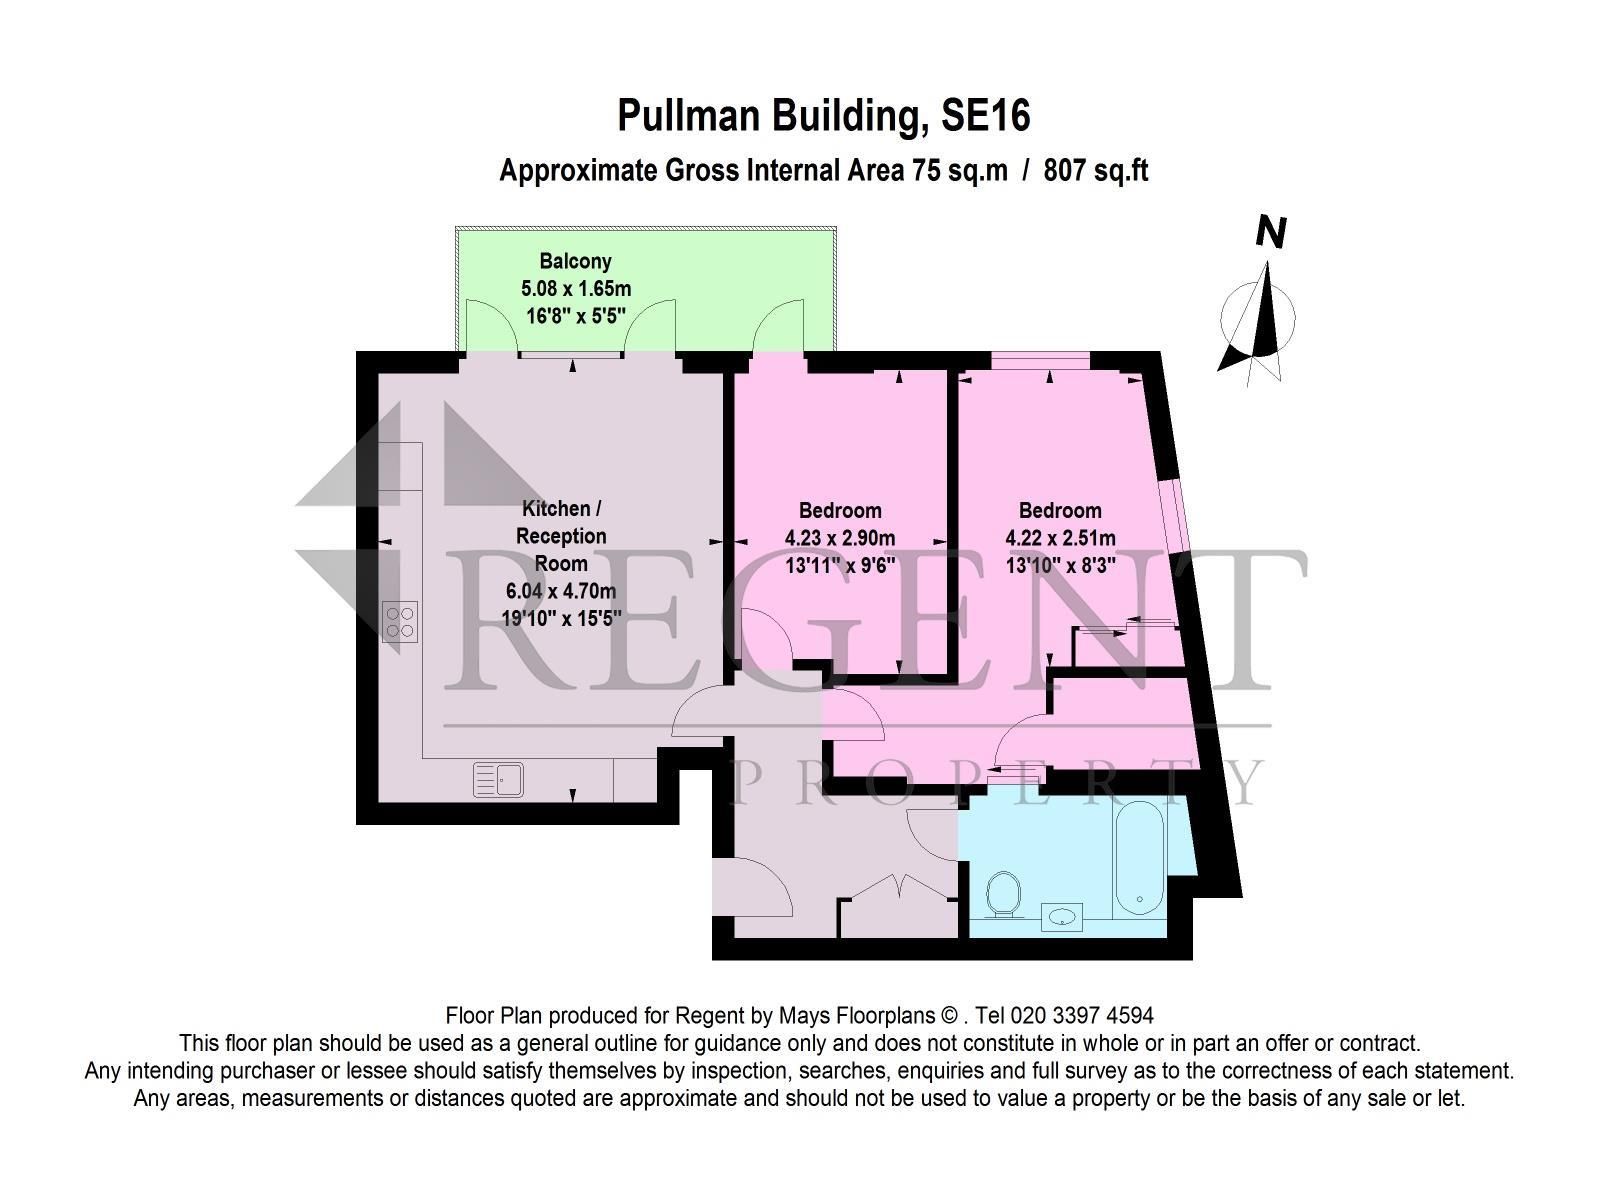 Pullman Building, SE16
Approximate Gross Internal Area 75 sq.m / 807 sq.ft
N
Balcony
5.08 x 1.65m
16'8" x 5'5"
Kitchen /
Reception
Room
6.04 x 4.70m
19'10" x 15'5"
Bedroom
4.23 x 2.90m
13'11" x 9'6"
Bedroom
4.22 x 2.51m
13'10" x 8'3"
REGENT
PROPERTY
Floor Plan produced for Regent by Mays Floorplans © . Tel 020 3397 4594
This floor plan should be used as a general outline for guidance only and does not constitute in whole or in part an offer or contract.
Any intending purchaser or lessee should satisfy themselves by inspection, searches, enquiries and full survey as to the correctness of each statement.
Any areas, measurements or distances quoted are approximate and should not be used to value a property or be the basis of any sale or let.